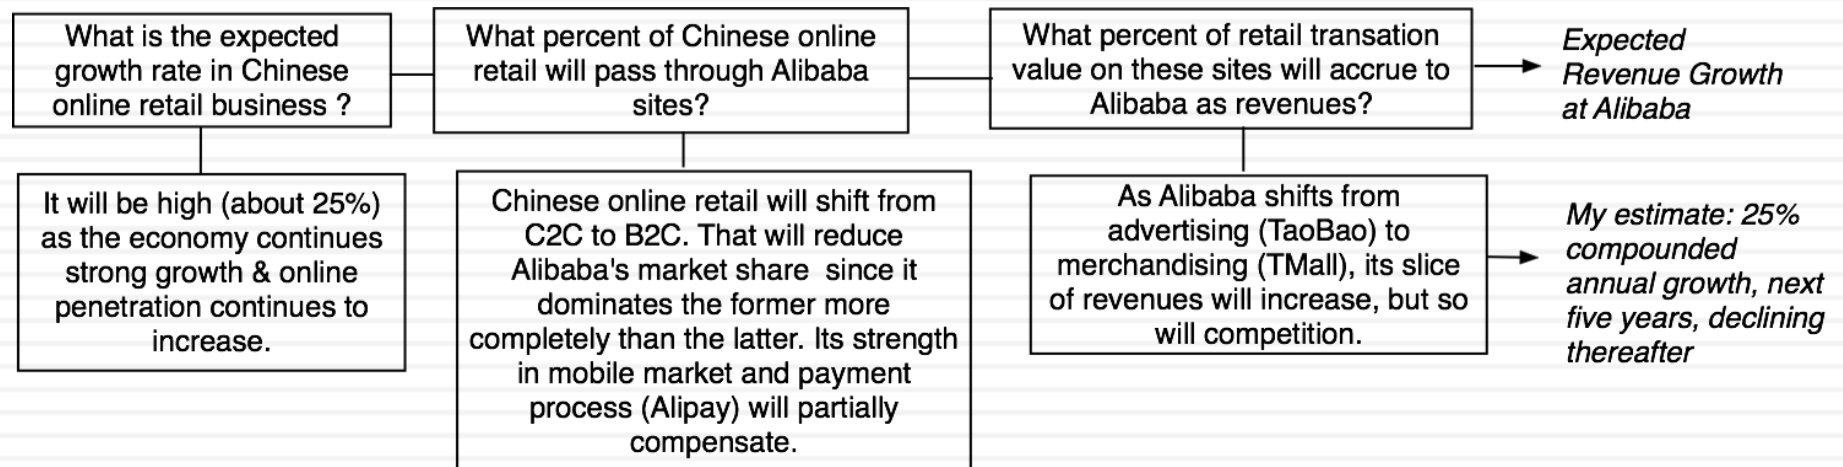 What is the expected
growth rate in Chinese
online retail business ?
What percent of Chinese online
retail will pass through Alibaba
sites?
What percent of retail transation
value on these sites will accrue to
Alibaba as revenues?
Expected
Revenue Growth
at Alibaba
It will be high (about 25%)
as the economy continues
strong growth & online
penetration continues to
increase.
Chinese online retail will shift from
C2C to B2C. That will reduce
Alibaba's market share  since it
dominates the former more
completely than the latter. Its strength
in mobile market and payment
process (Alipay) will partially
compensate.
As Alibaba shifts from
advertising (TaoBao) to
merchandising (TMall), its slice
of revenues will increase, but so
will competition.
My estimate: 25%
compounded
annual growth, next
five years, declining
thereafter